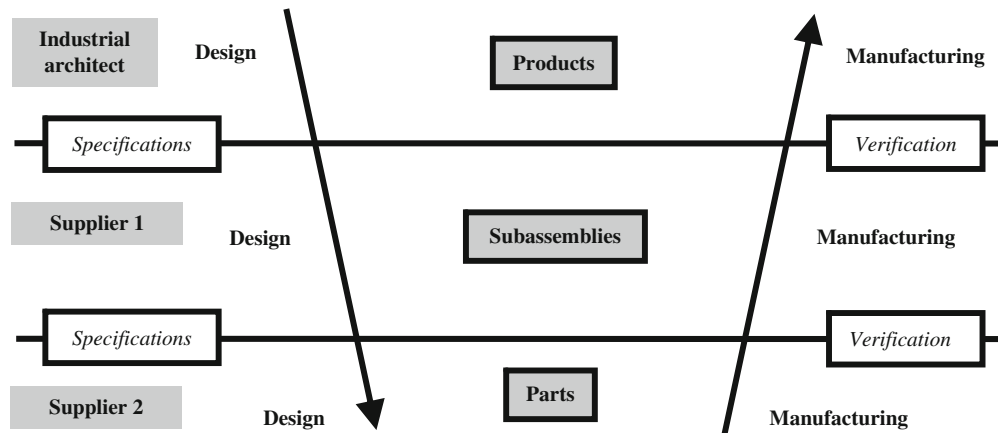 Industrial
architect
Design
Products
Manufacturing
Specifications
Verification
Supplier 1
Design
Subassemblies
Manufacturing
Specifications
Verification
Supplier 2
Design
Parts
Manufacturing